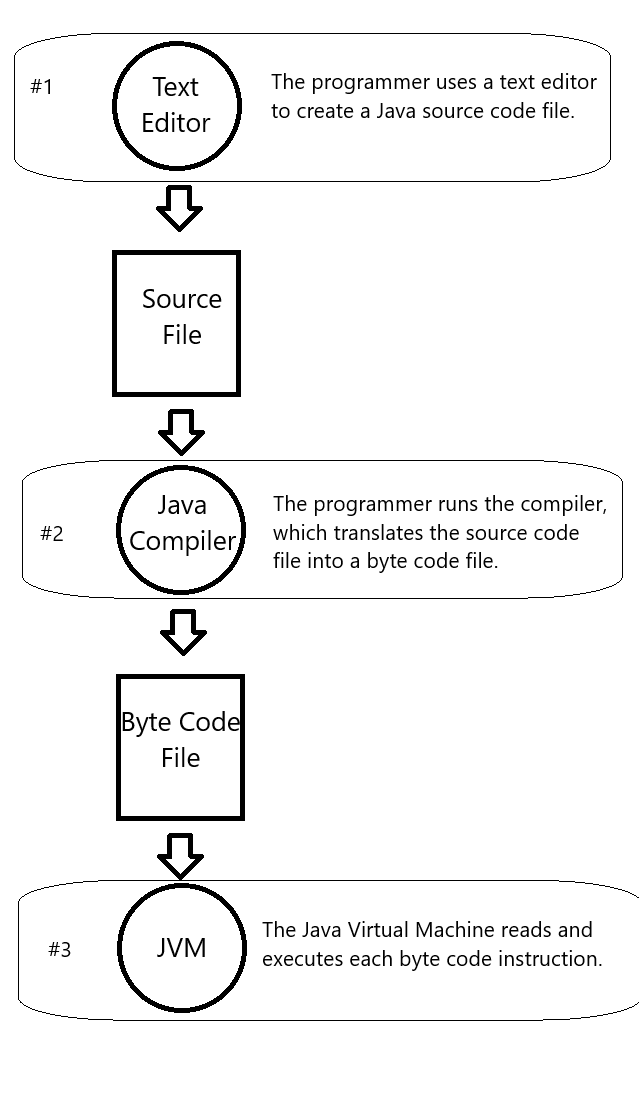 #1
Text
Editor
The programmer uses a text editor
to create a Java source code file.
Source
File
#2
Java
Compiler
The programmer runs the compiler,
which translates the source code
file into a byte code file.
Byte Code
File
#3
JVM
The Java Virtual Machine reads and
executes each byte code instruction.